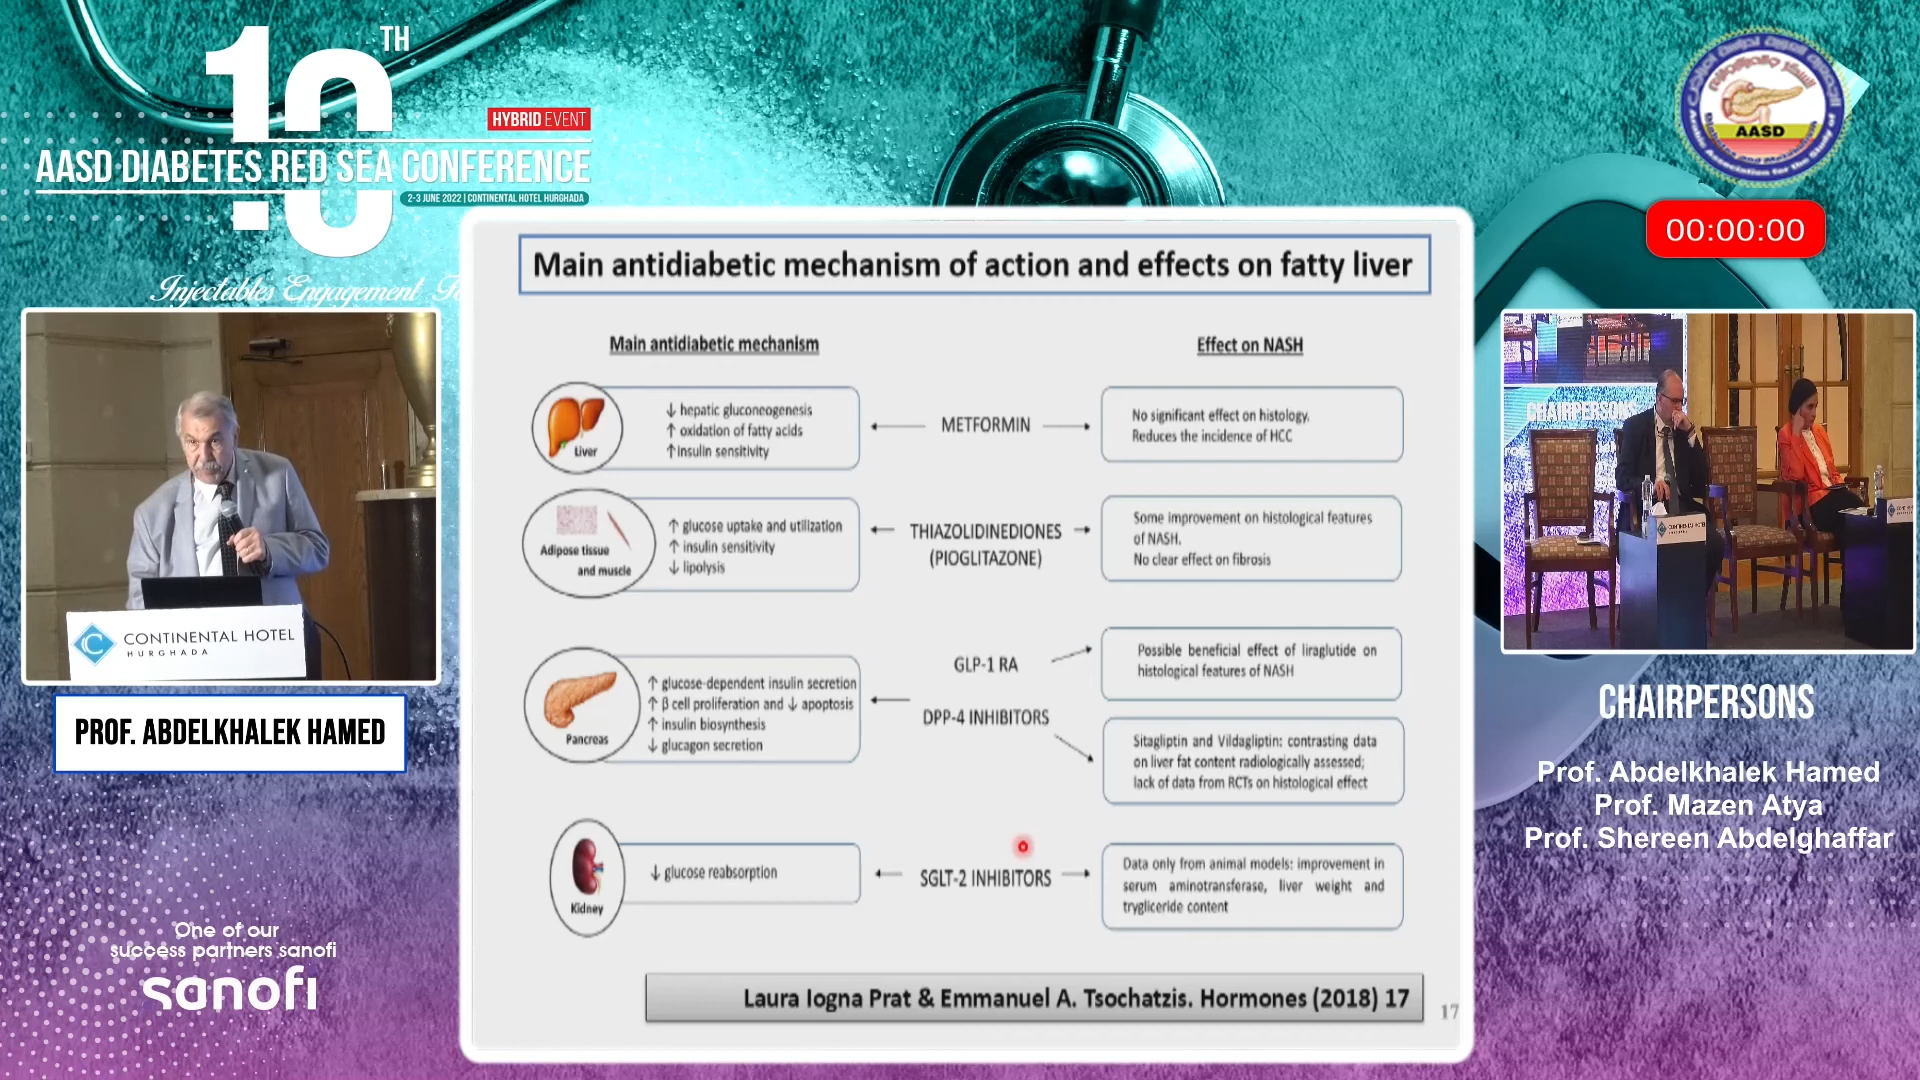 10TH
HYBRID EVENT
AASD DIABETES RED SEA CONFERENCE
2-3 JUNE 2022 | CONTINENTAL HOTEL HURGHADA
Injectables Engagement
AASD
00:00:00
Main antidiabetic mechanism of action and effects on fatty liver
Main antidiabetic mechanism
Effect on NASH
Liver
↓ hepatic gluconeogenesis
↑ oxidation of fatty acids
↑insulin sensitivity
METFORMIN
No significant effect on histology.
Reduces the incidence of HCC
Adipose tissue
and muscle
↑ glucose uptake and utilization
↑ insulin sensitivity
↓ lipolysis
THIAZOLIDINEDIONES
(PIOGLITAZONE)
Some improvement on histological features
of NASH.
No clear effect on fibrosis
Pancreas
↑ glucose-dependent insulin secretion
↑ β cell proliferation and ↓ apoptosis
↑ insulin biosynthesis
↓ glucagon secretion
GLP-1 RA
DPP-4 INHIBITORS
Possible beneficial effect of liraglutide on
histological features of NASH
Sitagliptin and Vildagliptin: contrasting data
on liver fat content radiologically assessed;
lack of data from RCTs on histological effect
Kidney
↓ glucose reabsorption
SGLT-2 INHIBITORS
Data only from animal models: improvement in
serum aminotransferase, liver weight and
trygliceride content
Laura Iogna Prat & Emmanuel A. Tsochatzis. Hormones (2018) 17
17
CONTINENTAL HOTEL
HURGHADA
PROF. ABDELKHALEK HAMED
One of our
success partners sanofi
sanofi
CHAIRPERSONS
CONTINENTAL HOTEL
CHAIRPERSONS
Prof. Abdelkhalek Hamed
Prof. Mazen Atya
Prof. Shereen Abdelghaffar